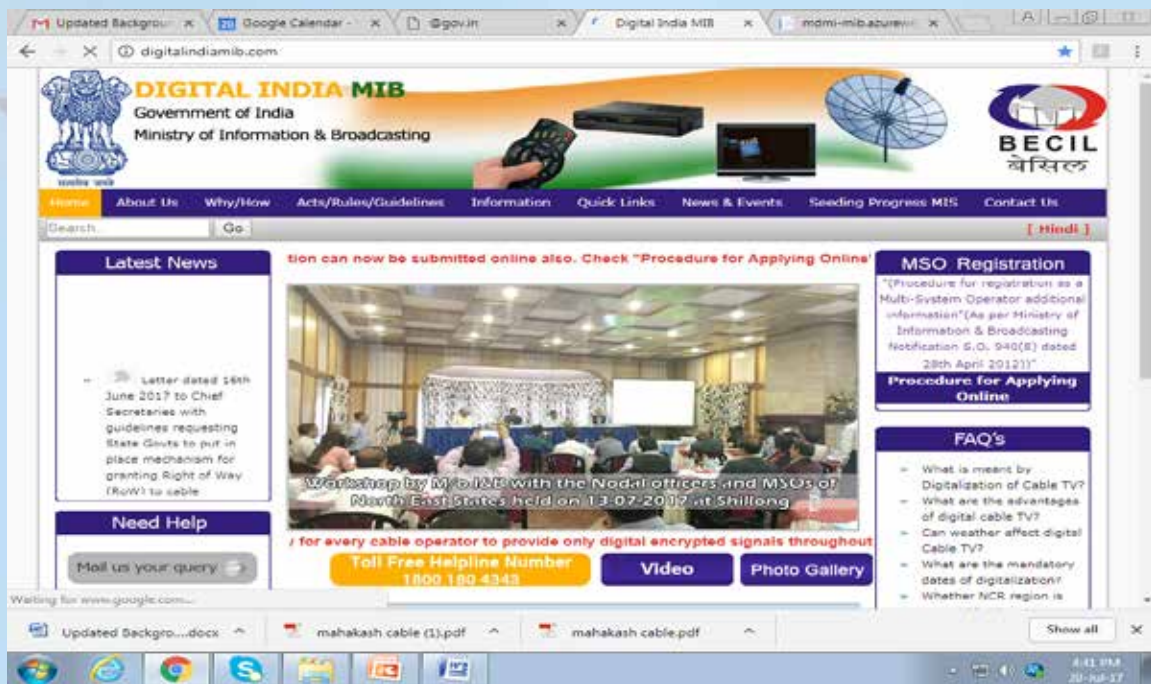 Updated Backgrou
Google Calendar -
@gov.in
Digital India MIB
mdmi-mib.azurew
digitalindiamib.com
DIGITAL INDIA MIB
Government of India
Ministry of Information & Broadcasting
BECIL
बेसिल
Home About Us Why/How Acts/Rules/Guidelines Information Quick Links News & Events Seeding Progress MIS Contact Us
Search.. Go [ Hindi ]
Latest News
Letter dated 16th
June 2017 to Chief
Secretaries with
guidelines requesting
State Govts to put in
place mechanism for
granting Right of Way
(RoW) to cable
Need Help
Mail us your query
tion can now be submitted online also. Check "Procedure for Applying Online"
Workshop by M/o I&B with the Nodal officers and MSOs of
North East States held on 13-07-2017 at Shillong
y for every cable operator to provide only digital encrypted signals throughout
Toll Free Helpline Number
1800 180 4343
Video
Photo Gallery
MSO Registration
"(Procedure for registration as a
Multi-System Operator additional
information"(As per Ministry of
Information & Broadcasting
Notification S.O. 940(E) dated
28th April 2012))"
Procedure for Applying
Online
FAQ's
What is meant by
Digitalization of Cable TV?
What are the advantages
of digital cable TV?
Can weather affect digital
Cable TV?
What are the mandatory
dates of digitalization?
Whether NCR region is
Waiting for www.google.com...
Updated Backgro....docx
mahakash cable (1).pdf
mahakash cable.pdf
Show all
4:41 PM
20-Jul-17